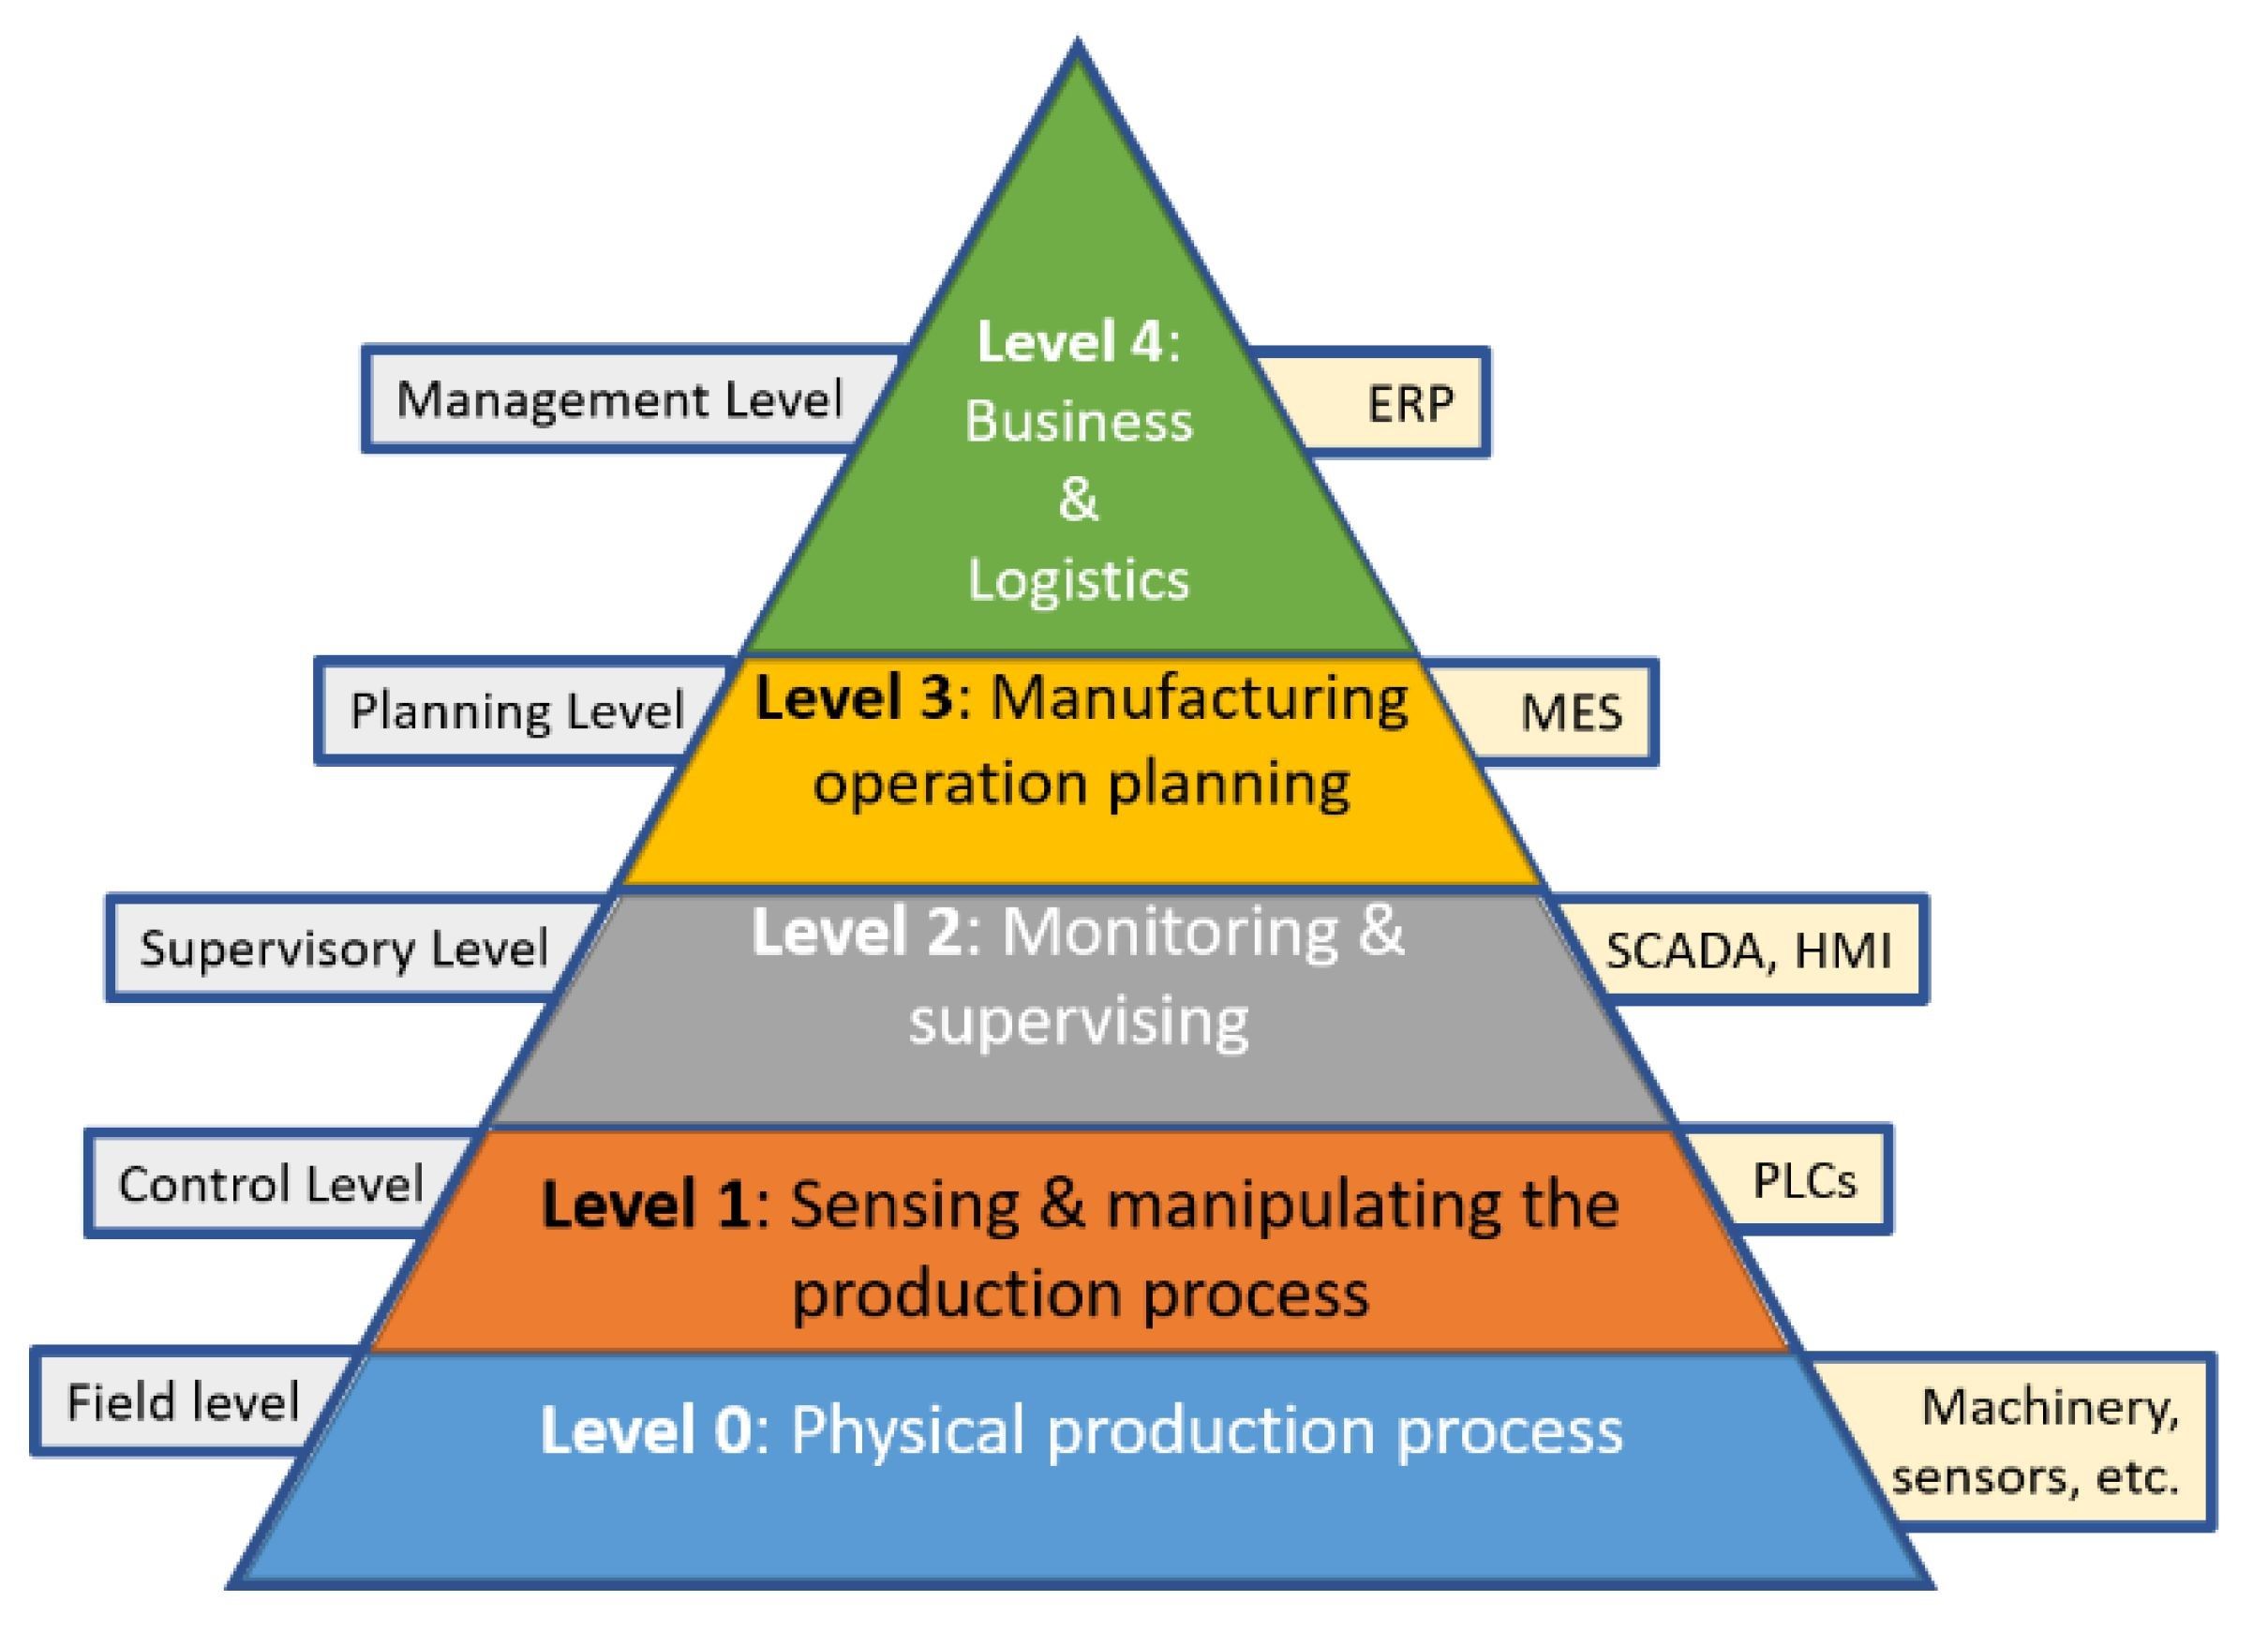 Level 4:
Business
&
Logistics
Management Level
ERP
Level 3: Manufacturing
operation planning
Planning Level
MES
Level 2: Monitoring &
supervising
Supervisory Level
SCADA, HMI
Level 1: Sensing & manipulating the
production process
Control Level
PLCs
Level 0: Physical production process
Field level
Machinery,
sensors, etc.